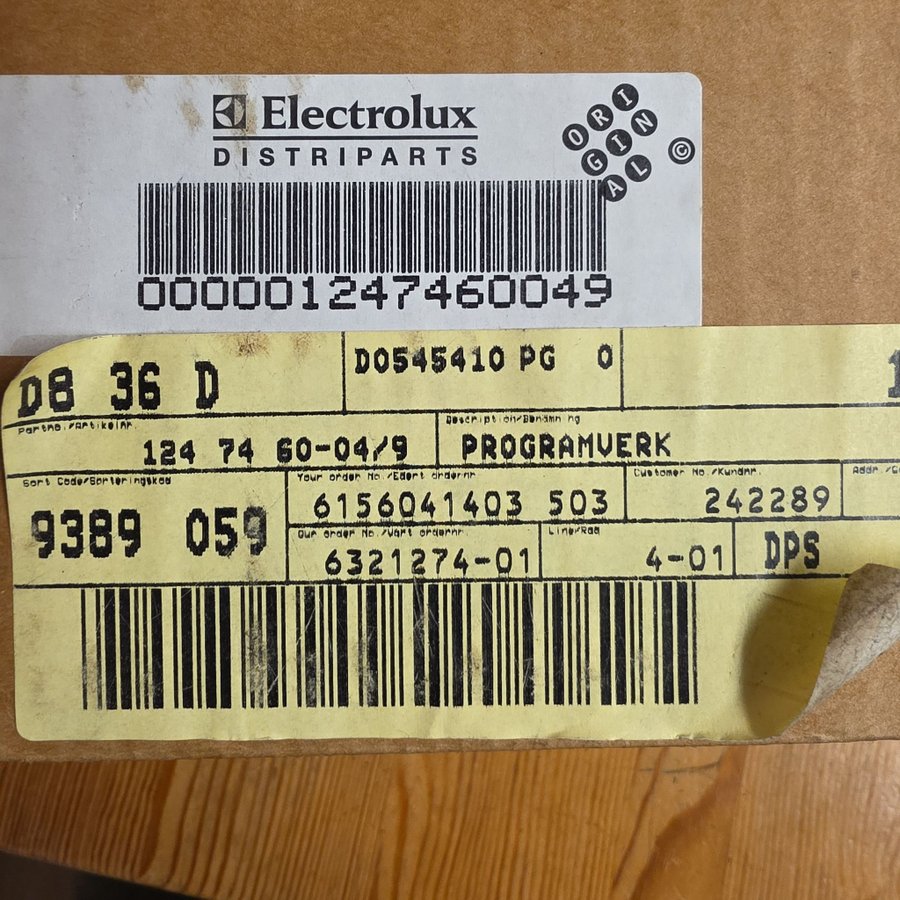 Electrolux
DISTRIPARTS
ORIGINAL ©
000001247460049
D8 36 D
D0545410 PG 0
1
Partno./Artikelnr.
124 74 60-04/9
Description/Benämning
PROGRAMVERK
Sort Code/Sorteringskod
9389 059
Your order No./Edert ordernr
6156041403 503
Customer No./Kundnr.
242289
Our order No./Vårt ordernr.
6321274-01
Line/Rad
4-01
DPS